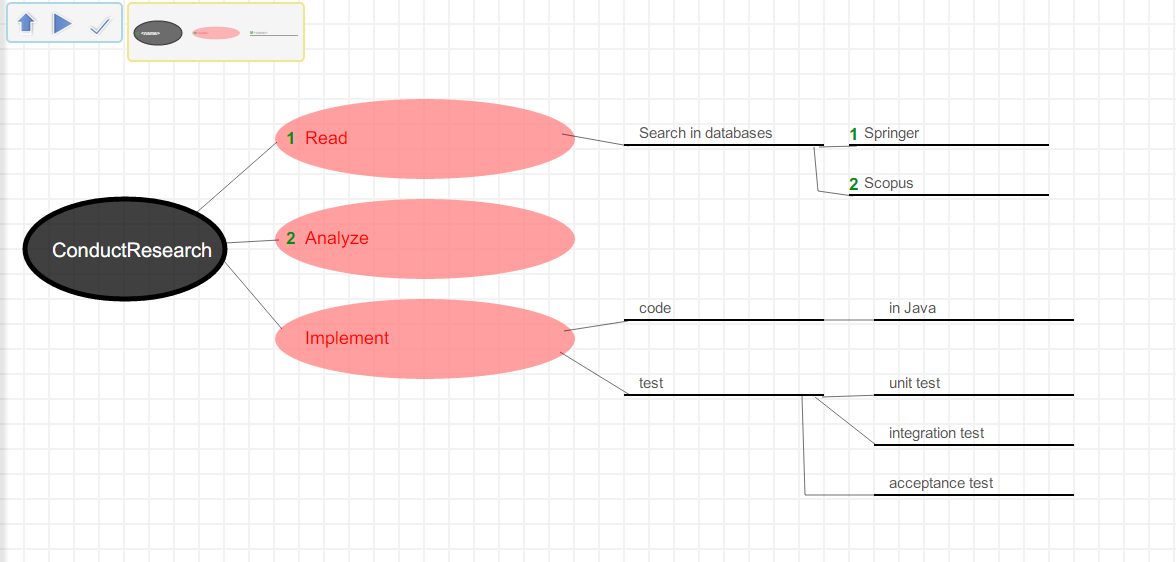 ConductResearch
1 Read
Search in databases
1 Springer
2 Scopus
2 Analyze
Implement
code
in Java
test
unit test
integration test
acceptance test